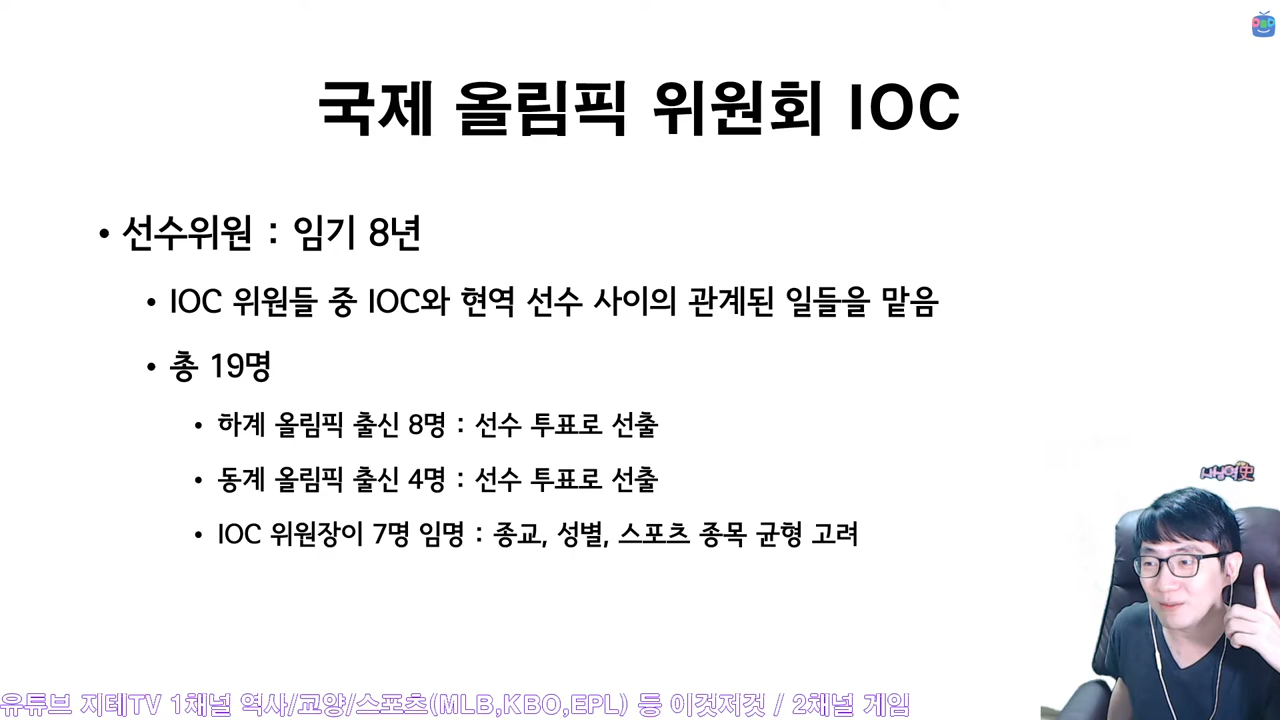 국제 올림픽 위원회 IOC
• 선수위원 : 임기 8년
• IOC 위원들 중 IOC와 현역 선수 사이의 관계된 일들을 맡음
• 총 19명
• 하계 올림픽 출신 8명 : 선수 투표로 선출
• 동계 올림픽 출신 4명 : 선수 투표로 선출
• IOC 위원장이 7명 임명 : 종교, 성별, 스포츠 종목 균형 고려
유튜브 지테TV 1채널 역사/교양/스포츠(MLB,KBO,EPL) 등 이것저것 / 2채널 게임